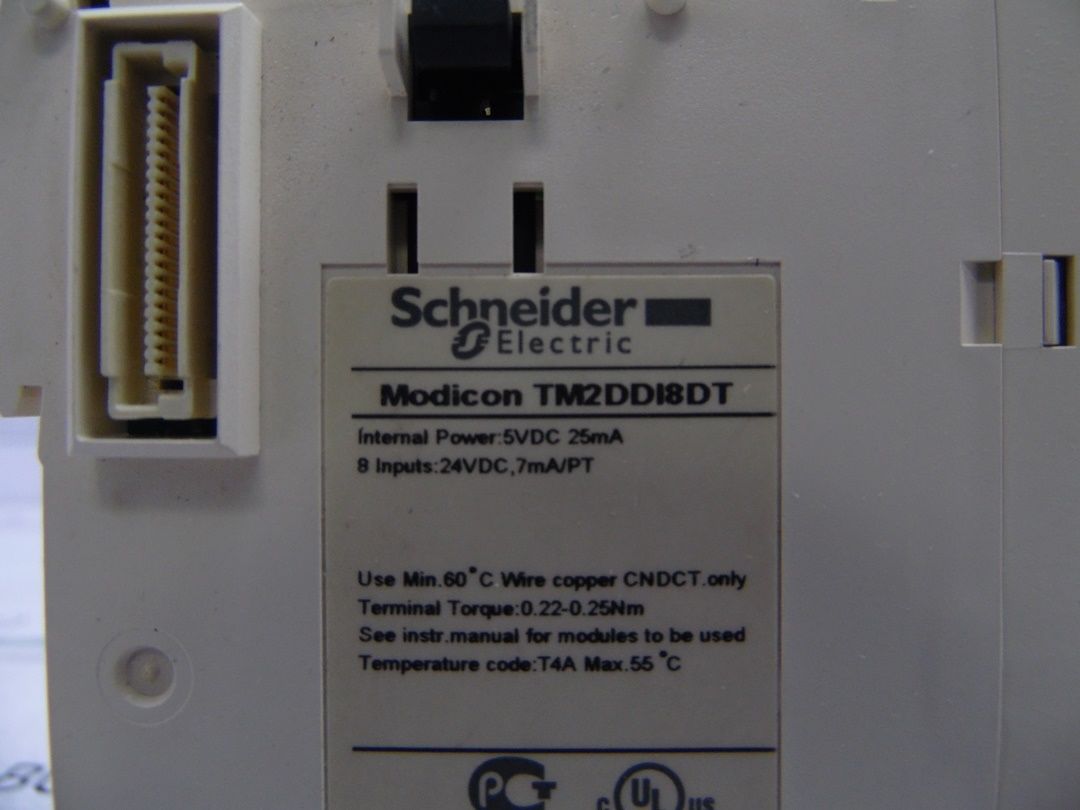 Schneider
Electric
Modicon TM2DDI8DT
Internal Power:5VDC 25mA
8 Inputs:24VDC,7mA/PT
Use Min.60°C Wire copper CNDCT.only
Terminal Torque:0.22-0.25Nm
See instr.manual for modules to be used
Temperature code:T4A Max.55 °C
PCT
c UL us